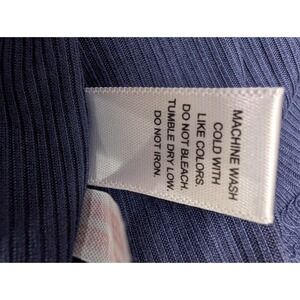 MACHINE WASH
COLD WITH
LIKE COLORS.
DO NOT BLEACH.
TUMBLE DRY LOW.
DO NOT IRON.